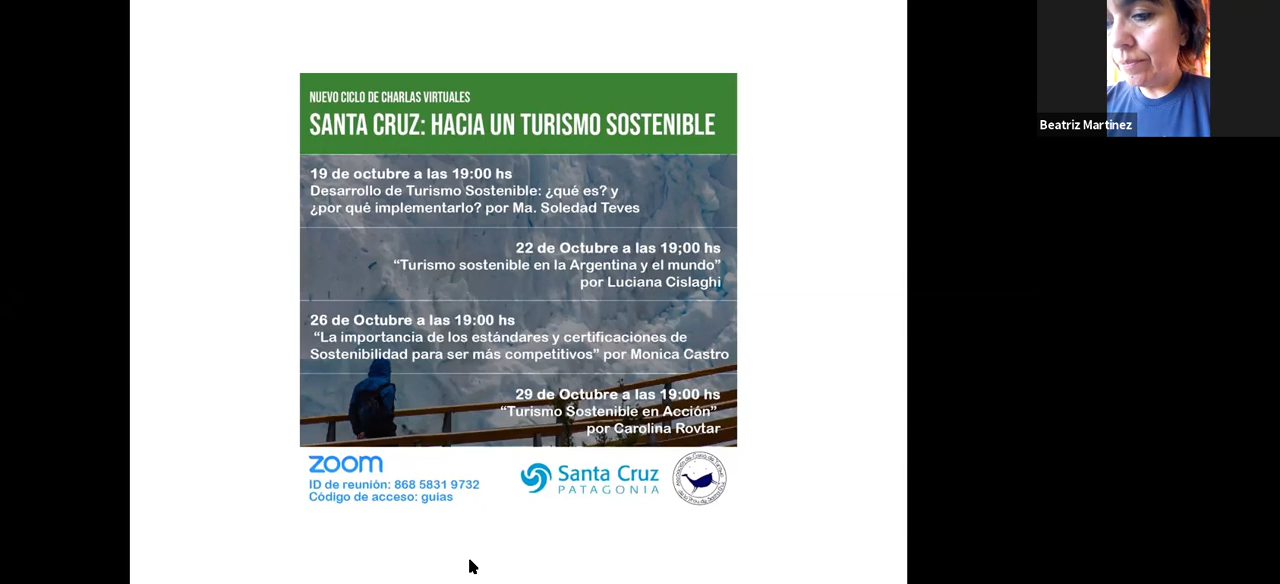 NUEVO CICLO DE CHARLAS VIRTUALES
SANTA CRUZ: HACIA UN TURISMO SOSTENIBLE
19 de octubre a las 19:00 hs
Desarrollo de Turismo Sostenible: ¿qué es? y
¿por qué implementarlo? por Ma. Soledad Teves
22 de Octubre a las 19;00 hs
“Turismo sostenible en la Argentina y el mundo”
por Luciana Cislaghi
26 de Octubre a las 19:00 hs
“La importancia de los estándares y certificaciones de
Sostenibilidad para ser más competitivos” por Monica Castro
29 de Octubre a las 19:00 hs
“Turismo Sostenible en Acción”
por Carolina Rovtar
zoom
ID de reunión: 868 5831 9732
Código de acceso: guias
Santa Cruz
PATAGONIA
Beatriz Martínez